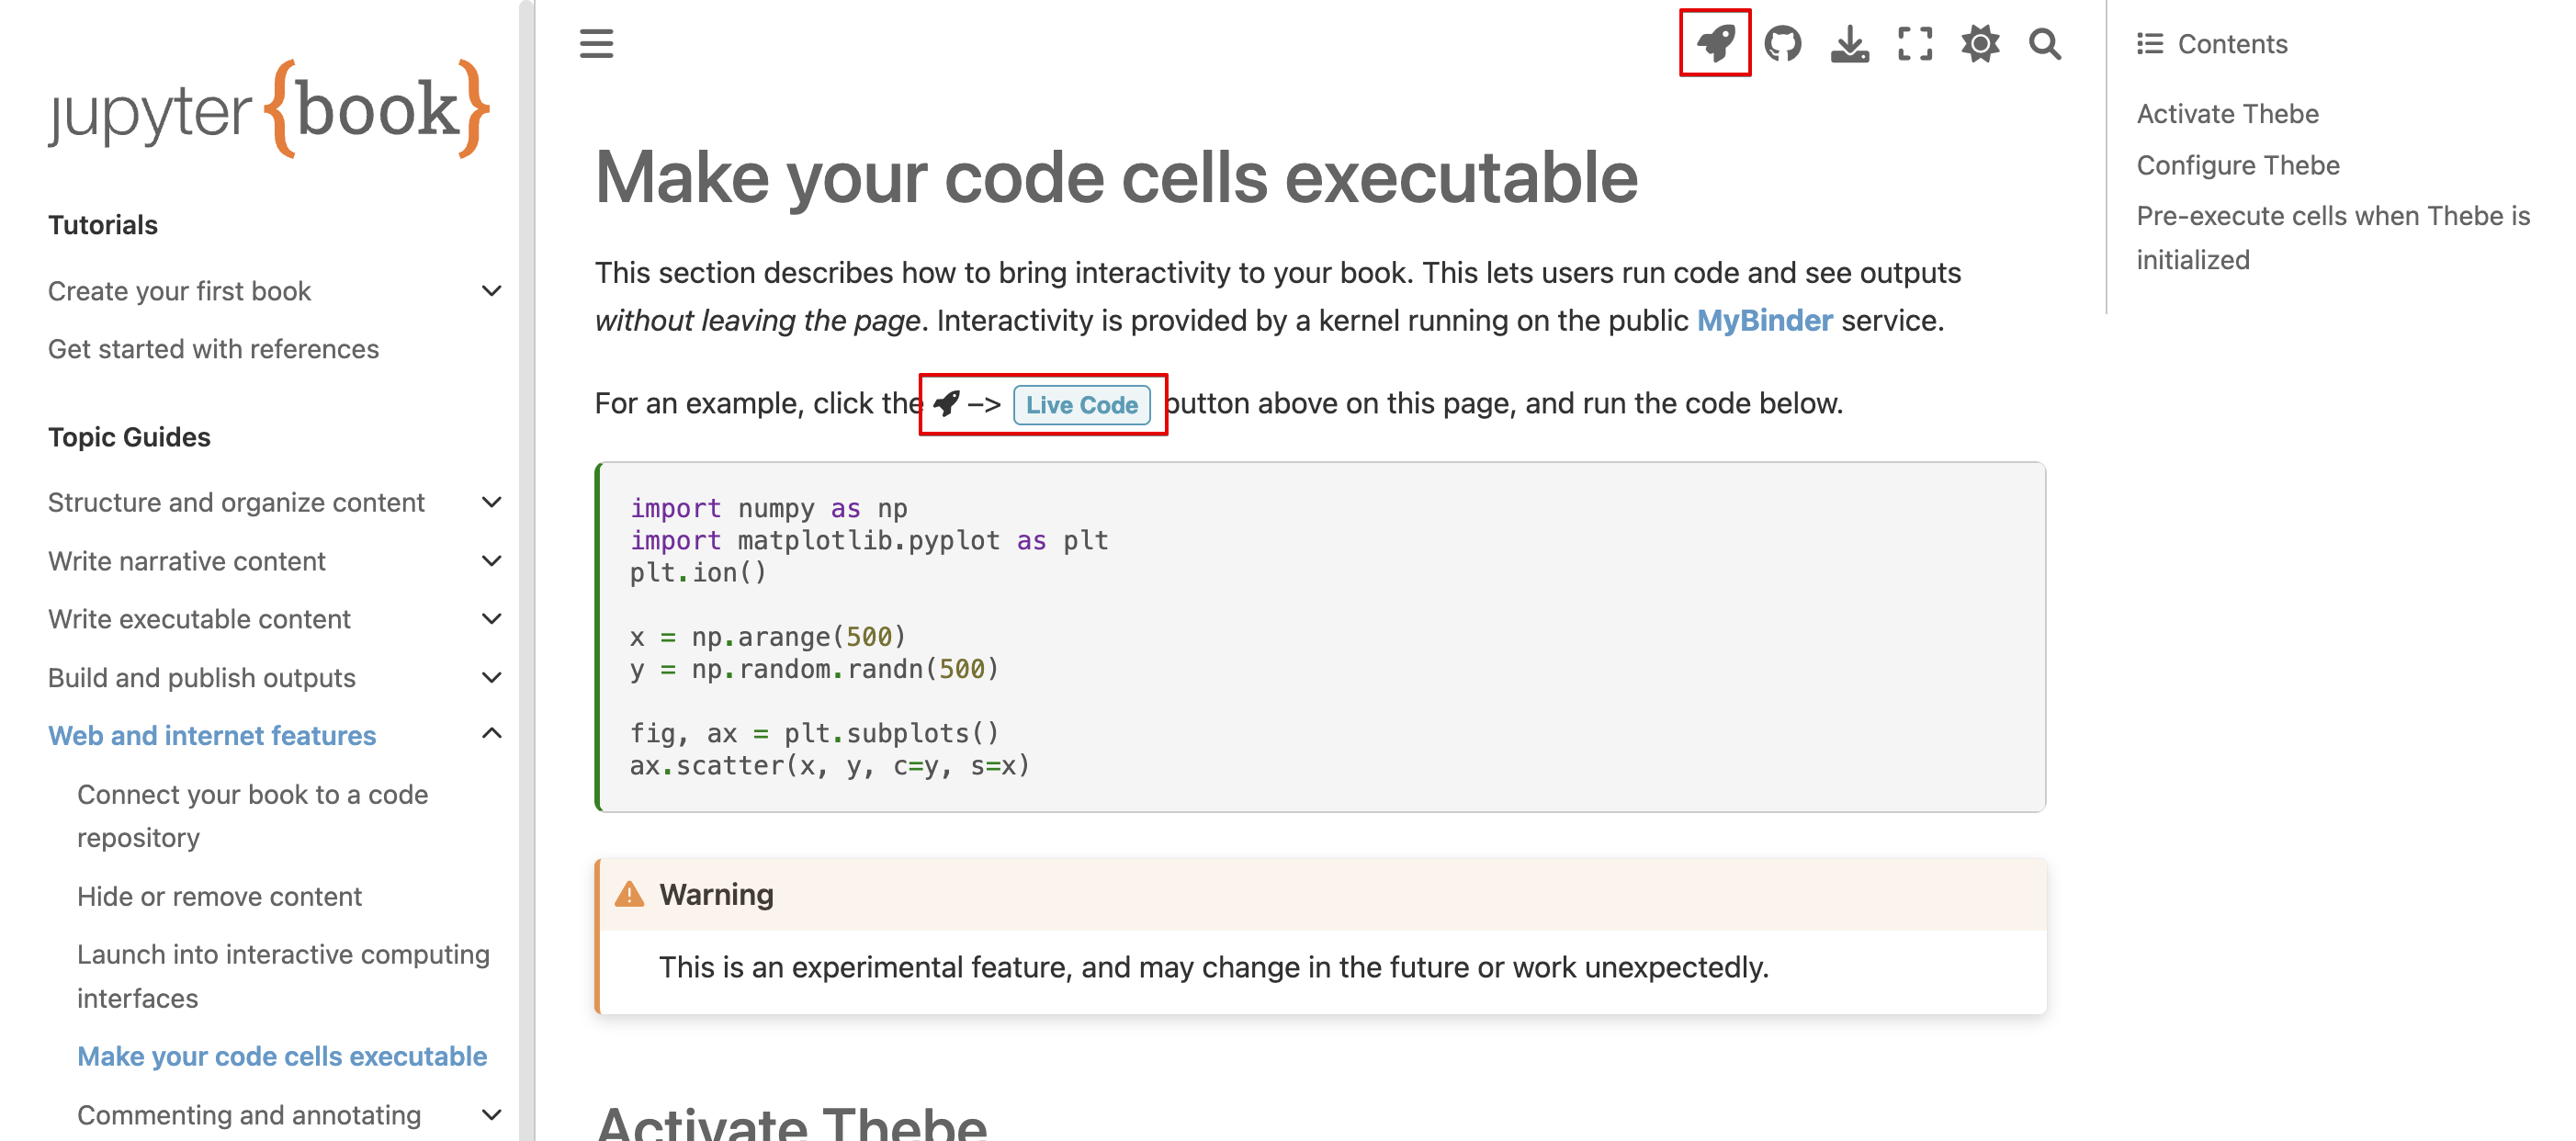 jupyter {book}
Tutorials
Create your first book
Get started with references
Topic Guides
Structure and organize content
Write narrative content
Write executable content
Build and publish outputs
Web and internet features
Connect your book to a code
repository
Hide or remove content
Launch into interactive computing
interfaces
Make your code cells executable
Commenting and annotating
Make your code cells executable
This section describes how to bring interactivity to your book. This lets users run code and see outputs
without leaving the page. Interactivity is provided by a kernel running on the public MyBinder service.
For an example, click the –> Live Code button above on this page, and run the code below.
import numpy as np
import matplotlib.pyplot as plt
plt.ion()
x = np.arange(500)
y = np.random.randn(500)
fig, ax = plt.subplots()
ax.scatter(x, y, c=y, s=x)
Warning
This is an experimental feature, and may change in the future or work unexpectedly.
Activate Thebe
Contents
Activate Thebe
Configure Thebe
Pre-execute cells when Thebe is
initialized